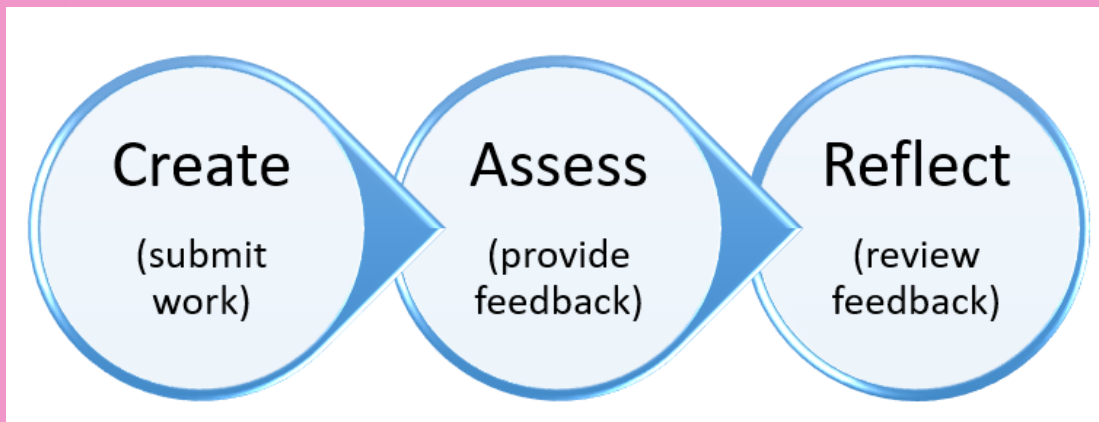 Create
(submit
work)
Assess
(provide
feedback)
Reflect
(review
feedback)